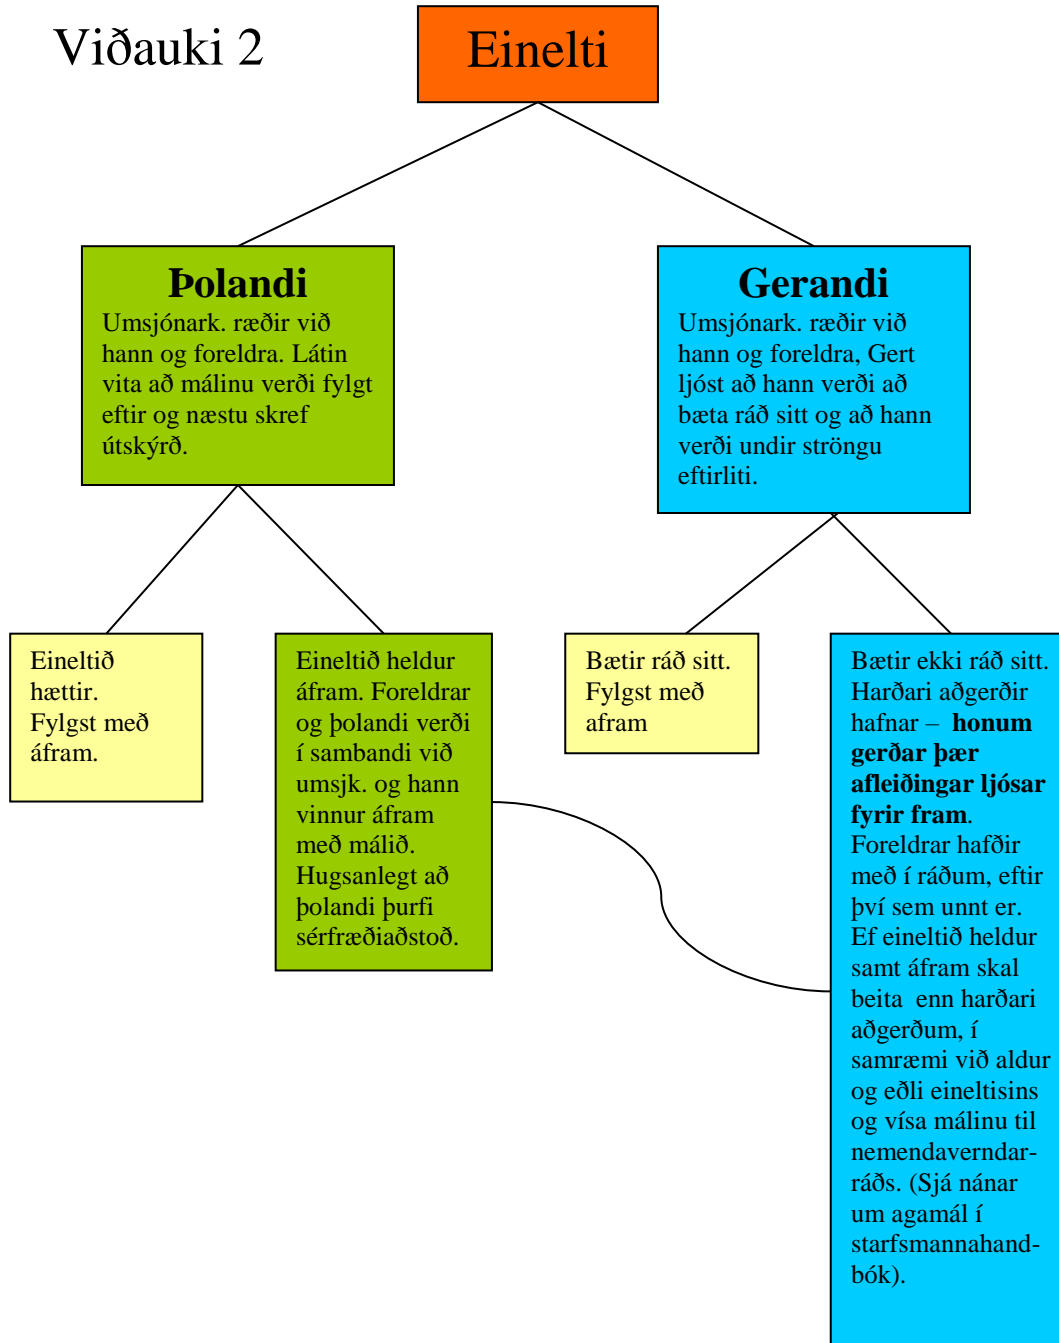 Viðauki 2
Einelti
Þolandi
Umsjónark. ræðir við
hann og foreldra. Látin
vita að málinu verði fylgt
eftir og næstu skref
útskýrð.
Gerandi
Umsjónark. ræðir við
hann og foreldra, Gert
ljóst að hann verði að
bæta ráð sitt og að hann
verði undir ströngu
eftirliti.
Eineltið
hættir.
Fylgst með
áfram.
Eineltið heldur
áfram. Foreldrar
og þolandi verði
í sambandi við
umsjk. og hann
vinnur áfram
með málið.
Hugsanlegt að
þolandi þurfi
sérfræðiaðstoð.
Bætir ráð sitt.
Fylgst með
afram
Bætir ekki ráð sitt.
Harðari aðgerðir
hafnar – honum
gerðar þær
afleiðingar ljósar
fyrir fram.
Foreldrar hafðir
með í ráðum, eftir
því sem unnt er.
Ef eineltið heldur
samt áfram skal
beita enn harðari
aðgerðum, í
samræmi við aldur
og eðli eineltisins
og vísa málinu til
nemendaverndar-
ráðs. (Sjá nánar
um agamál í
starfsmannahand-
bók).